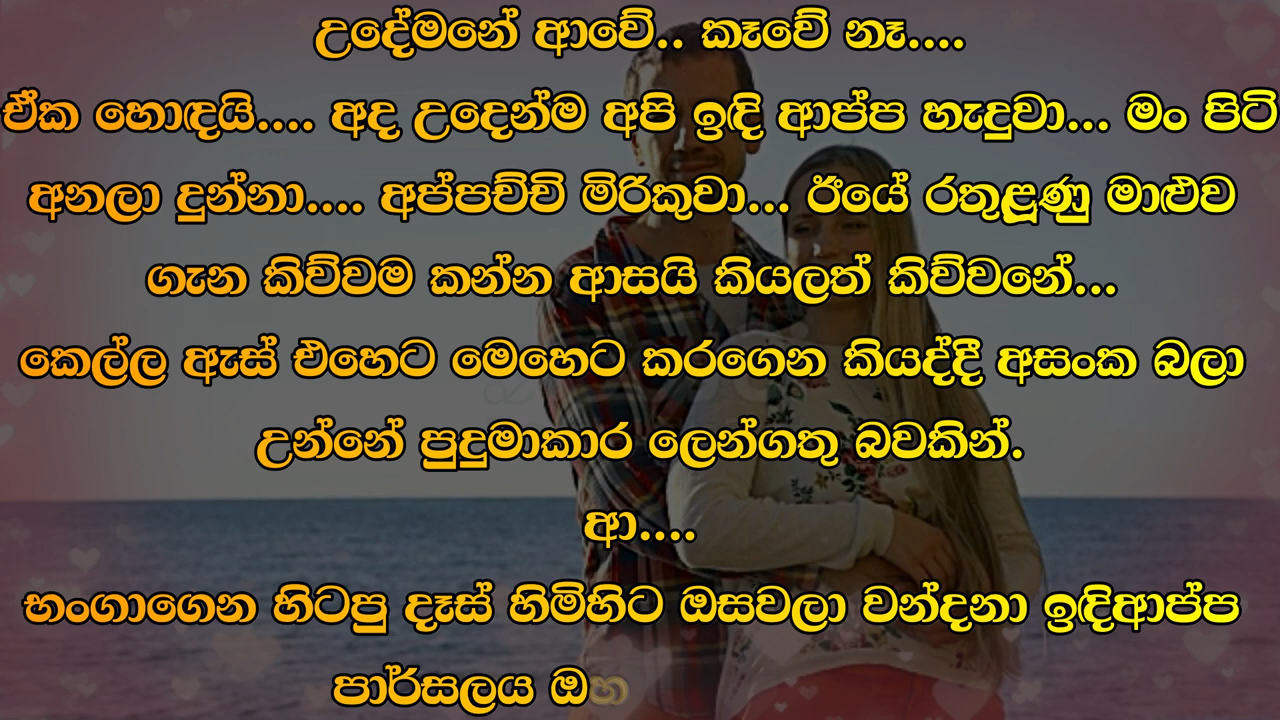 උදේමනේ ආවේ.. කෑවේ නෑ....
ඒක හොඳයි.... අද උදෙන්ම අපි ඉඳි ආප්ප හැදුවා... මං පිටි
අනලා දුන්නා.... අප්පච්චි මිරිකුවා... ඊයේ රතුළූණු මාළුව
ගැන කිව්වම කන්න ආසයි කියලත් කිව්වනේ...
කෙල්ල ඇස් එහෙට මෙහෙට කරගෙන කියද්දී අසංක බලා
උන්නේ පුදුමාකාර ලෙන්ගතු බවකින්.
ආ....
භංගාගෙන හිටපු දෑස් හිමිහිට ඔසවලා වන්දනා ඉඳිආප්ප
පාර්සලය ඔහ